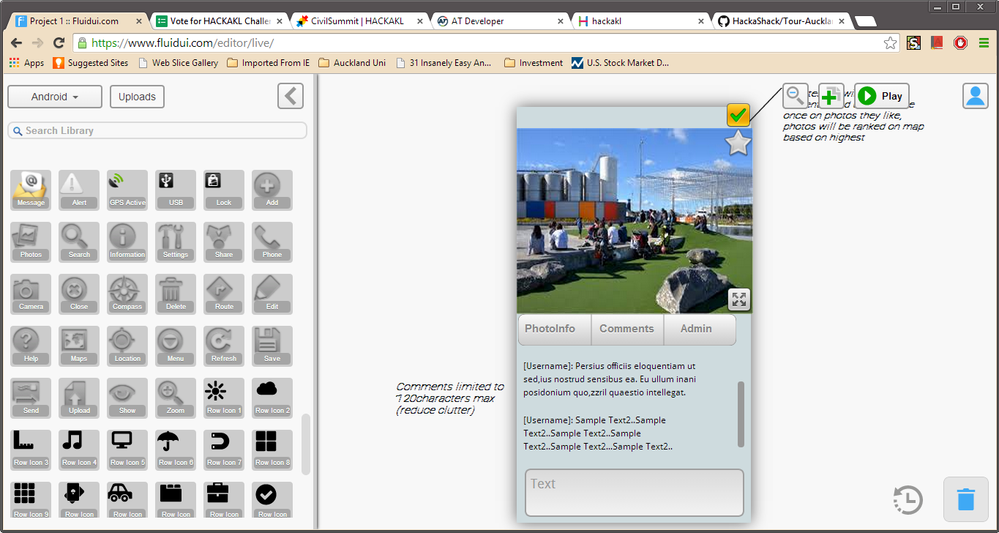 Project 1 :: Fluidui.com
Vote for HACKAKL Challen
CivilSummit | HACKAKL
AT Developer
hackakl
HackaShack/Tour-Auckla
https://www.fluidui.com/editor/live/
Apps
Suggested Sites
Web Slice Gallery
Imported From IE
Auckland Uni
31 Insanely Easy An...
Investment
U.S. Stock Market D...
Android
Uploads
Search Library
Message
Alert
GPS Active
USB
Lock
Add
Photos
Search
Information
Settings
Share
Phone
Camera
Close
Compass
Delete
Route
Edit
Help
Maps
Location
Menu
Refresh
Save
Send
Upload
Show
Zoom
Row Icon 1
Row Icon 2
Row Icon 3
Row Icon 4
Row Icon 5
Row Icon 6
Row Icon 7
Row Icon 8
Row Icon 9
Row Icon
Row Icon
Row Icon
Row Icon
Row Icon
Play
once on photos they like,
photos will be ranked on map
based on highest
PhotoInfo
Comments
Admin
[Username]: Persius officiis eloquentiam ut
sed,ius nostrud sensibus ea. Eu ullum inani
posidonium quo,zzril quaestio intellegat.
[Username]: Sample Text2..Sample
Text2..Sample Text2..Sample
Text2..Sample Text2...Sample Text2..
Text
Comments limited to
120characters max
(reduce clutter)